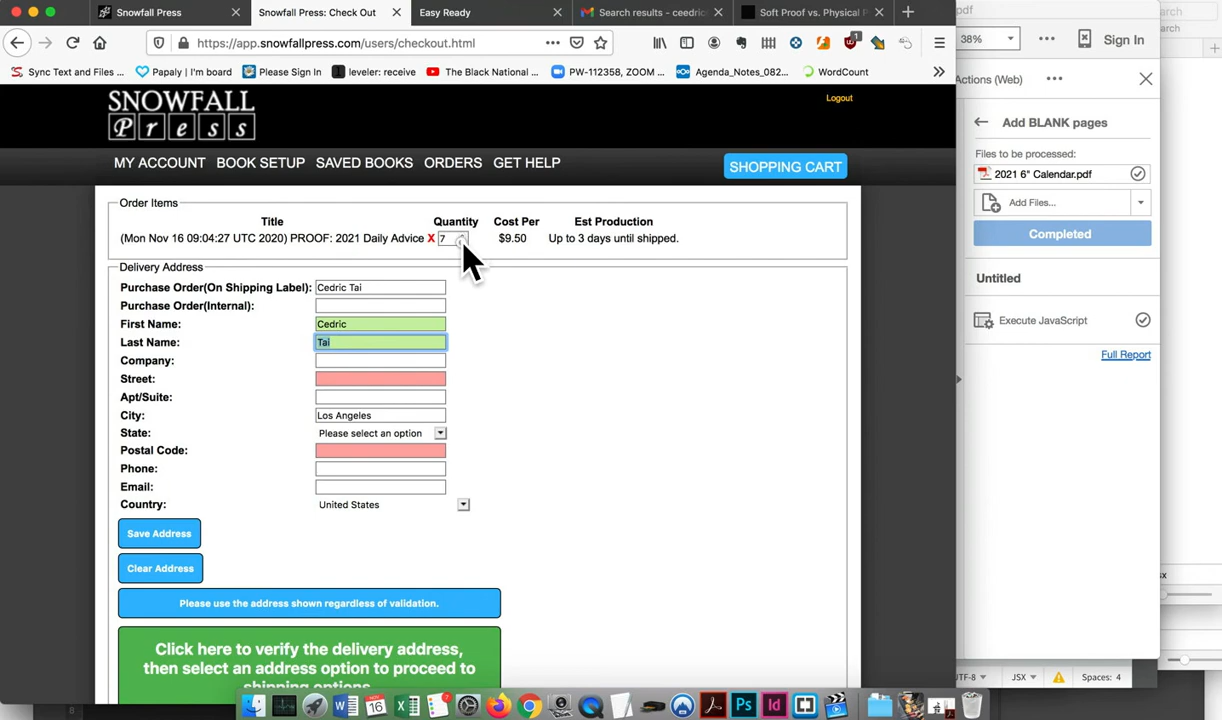 Snowfall Press
Snowfall Press: Check Out
Easy Ready
Search results - ceedric
Soft Proof vs. Physical P
https://app.snowfallpress.com/users/checkout.html
Sync Text and Files ...
Papaly | I'm board
Please Sign In
leveler: receive
The Black National ...
PW-112358, ZOOM ...
Agenda_Notes_082...
WordCount
SNOWFALL
Press
Logout
MY ACCOUNT
BOOK SETUP
SAVED BOOKS
ORDERS
GET HELP
SHOPPING CART
Order Items
Title Quantity Cost Per Est Production
(Mon Nov 16 09:04:27 UTC 2020) PROOF: 2021 Daily Advice X 7 $9.50 Up to 3 days until shipped.
Delivery Address
Purchase Order(On Shipping Label): Cedric Tai
Purchase Order(Internal):
First Name: Cedric
Last Name: Tai
Company:
Street:
Apt/Suite:
City: Los Angeles
State: Please select an option
Postal Code:
Phone:
Email:
Country: United States
Save Address
Clear Address
Please use the address shown regardless of validation.
Click here to verify the delivery address,
then select an address option to proceed to
shipping options.
pdf
38%
Sign In
Actions (Web)
Add BLANK pages
Files to be processed:
2021 6" Calendar.pdf
Add Files...
Completed
Untitled
Execute JavaScript
Full Report
UTF-8
JSX
Spaces: 4
8